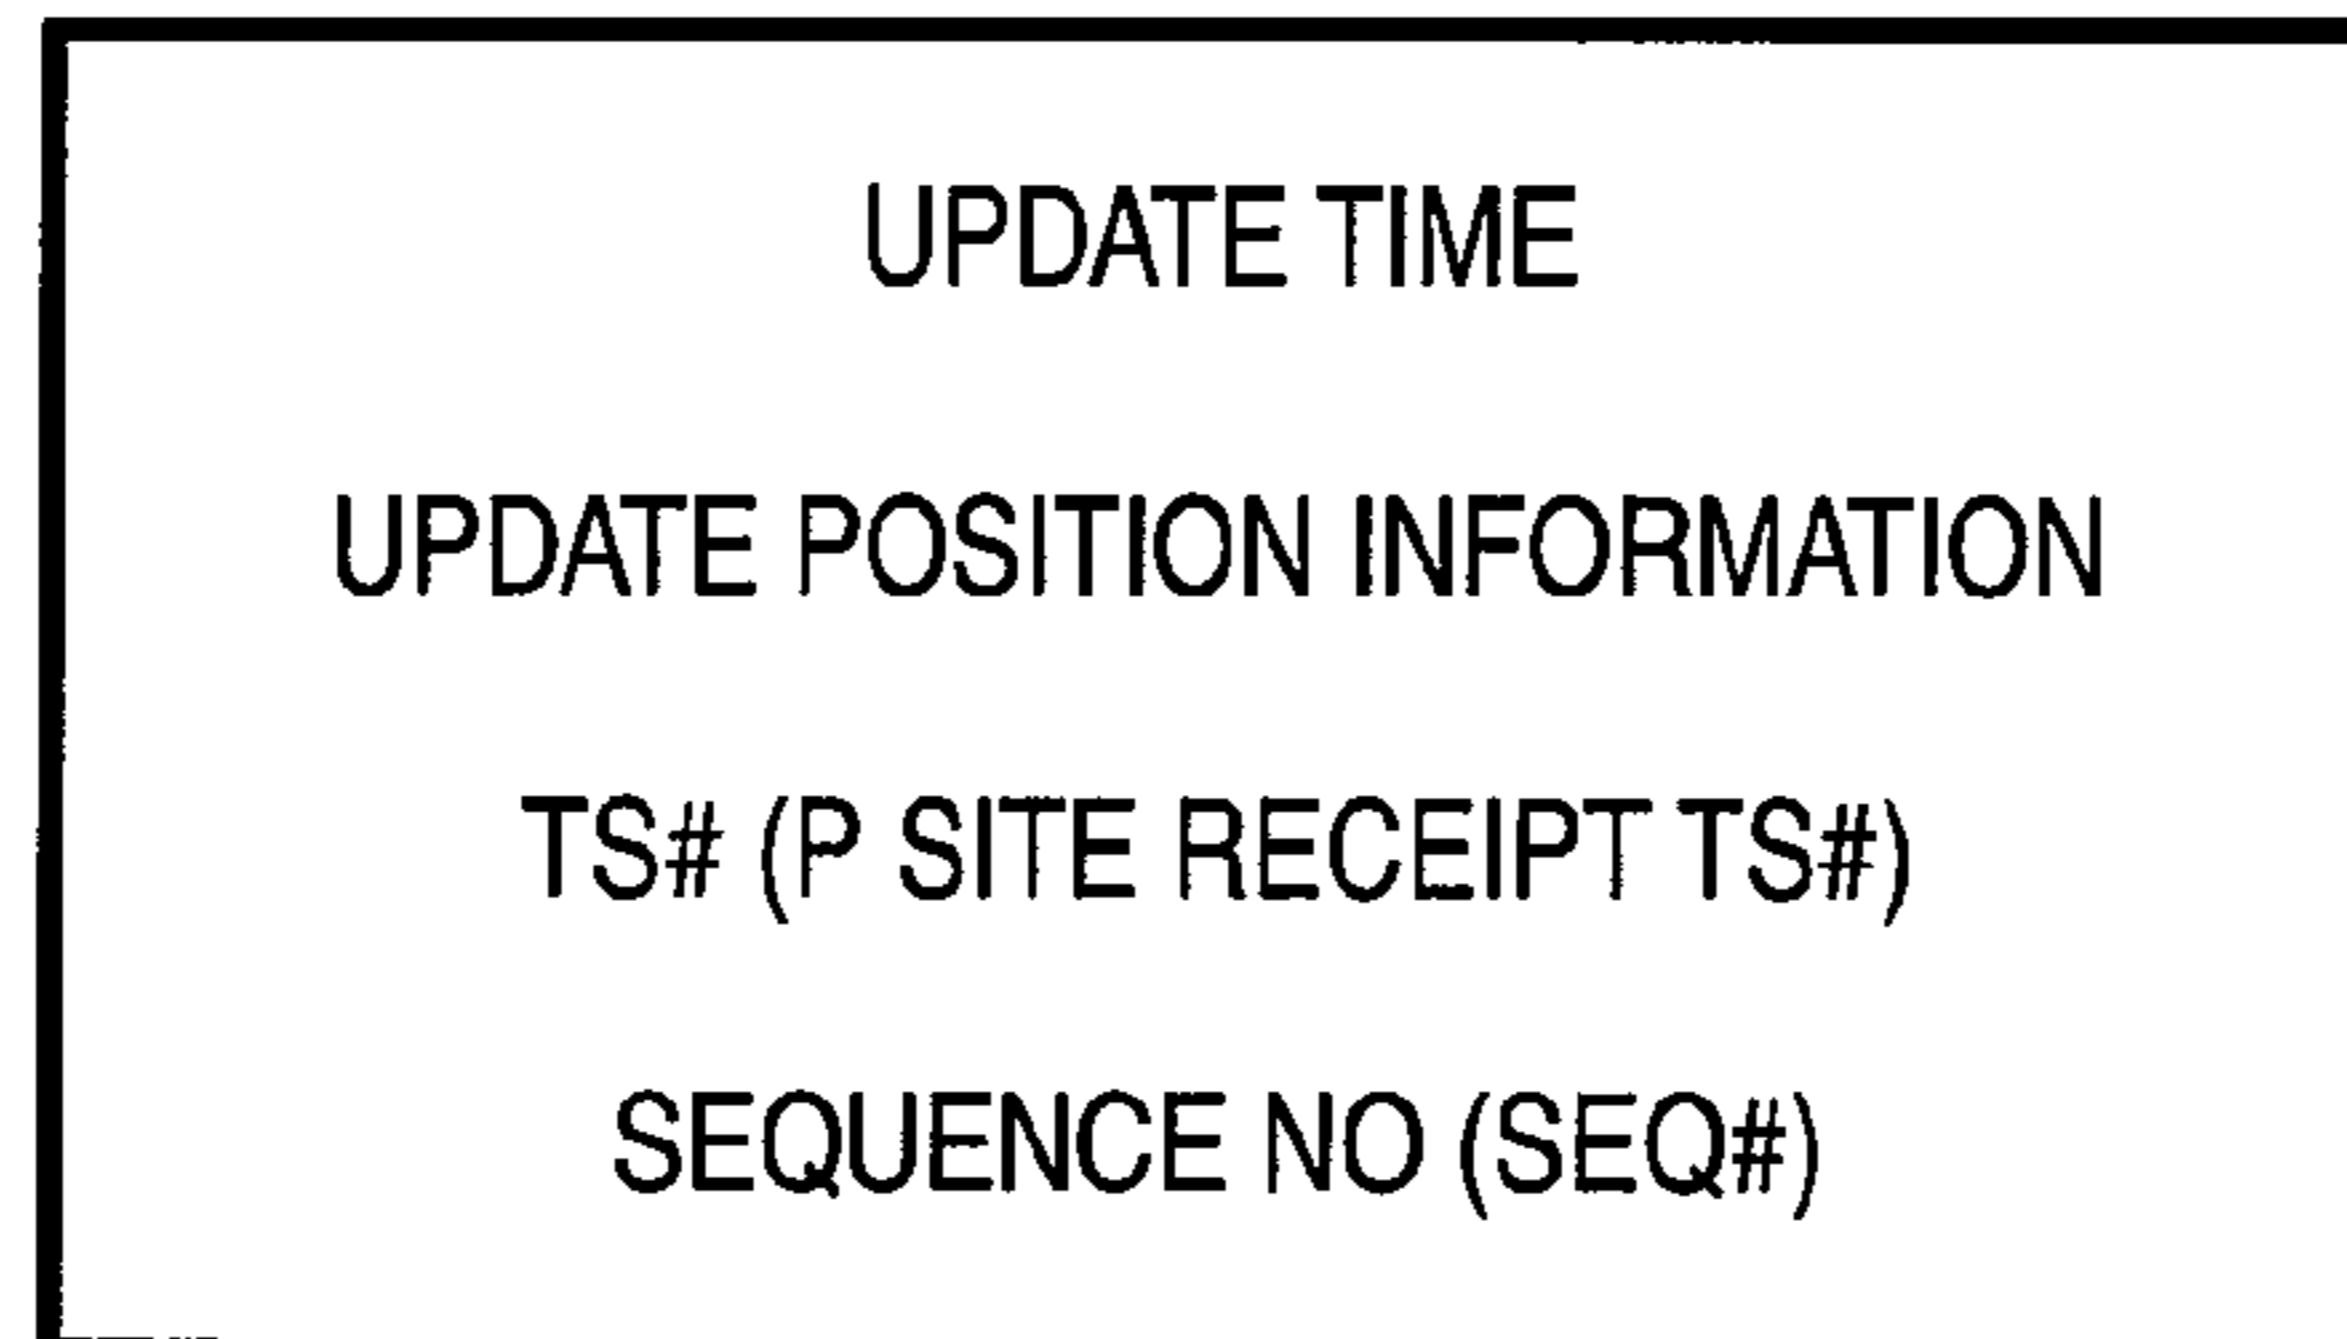 UPDATE TIME
UPDATE POSITION INFORMATION
TS# (P SITE RECEIPT TS#)
SEQUENCE NO (SEQ#)